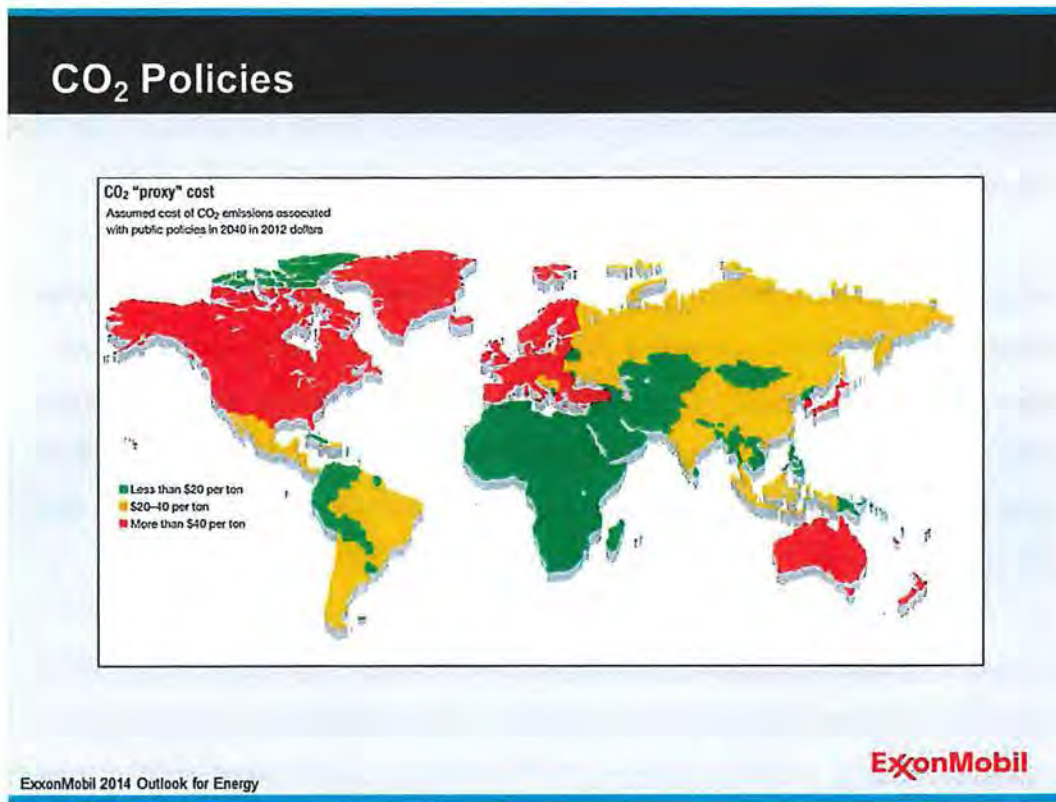 CO₂ Policies
CO₂ "proxy" cost
Assumed cost of CO₂ emissions associated
with public policies in 2040 in 2012 dollars
Less than $20 per ton
$20–40 per ton
More than $40 per ton
ExxonMobil 2014 Outlook for Energy
ExxonMobil